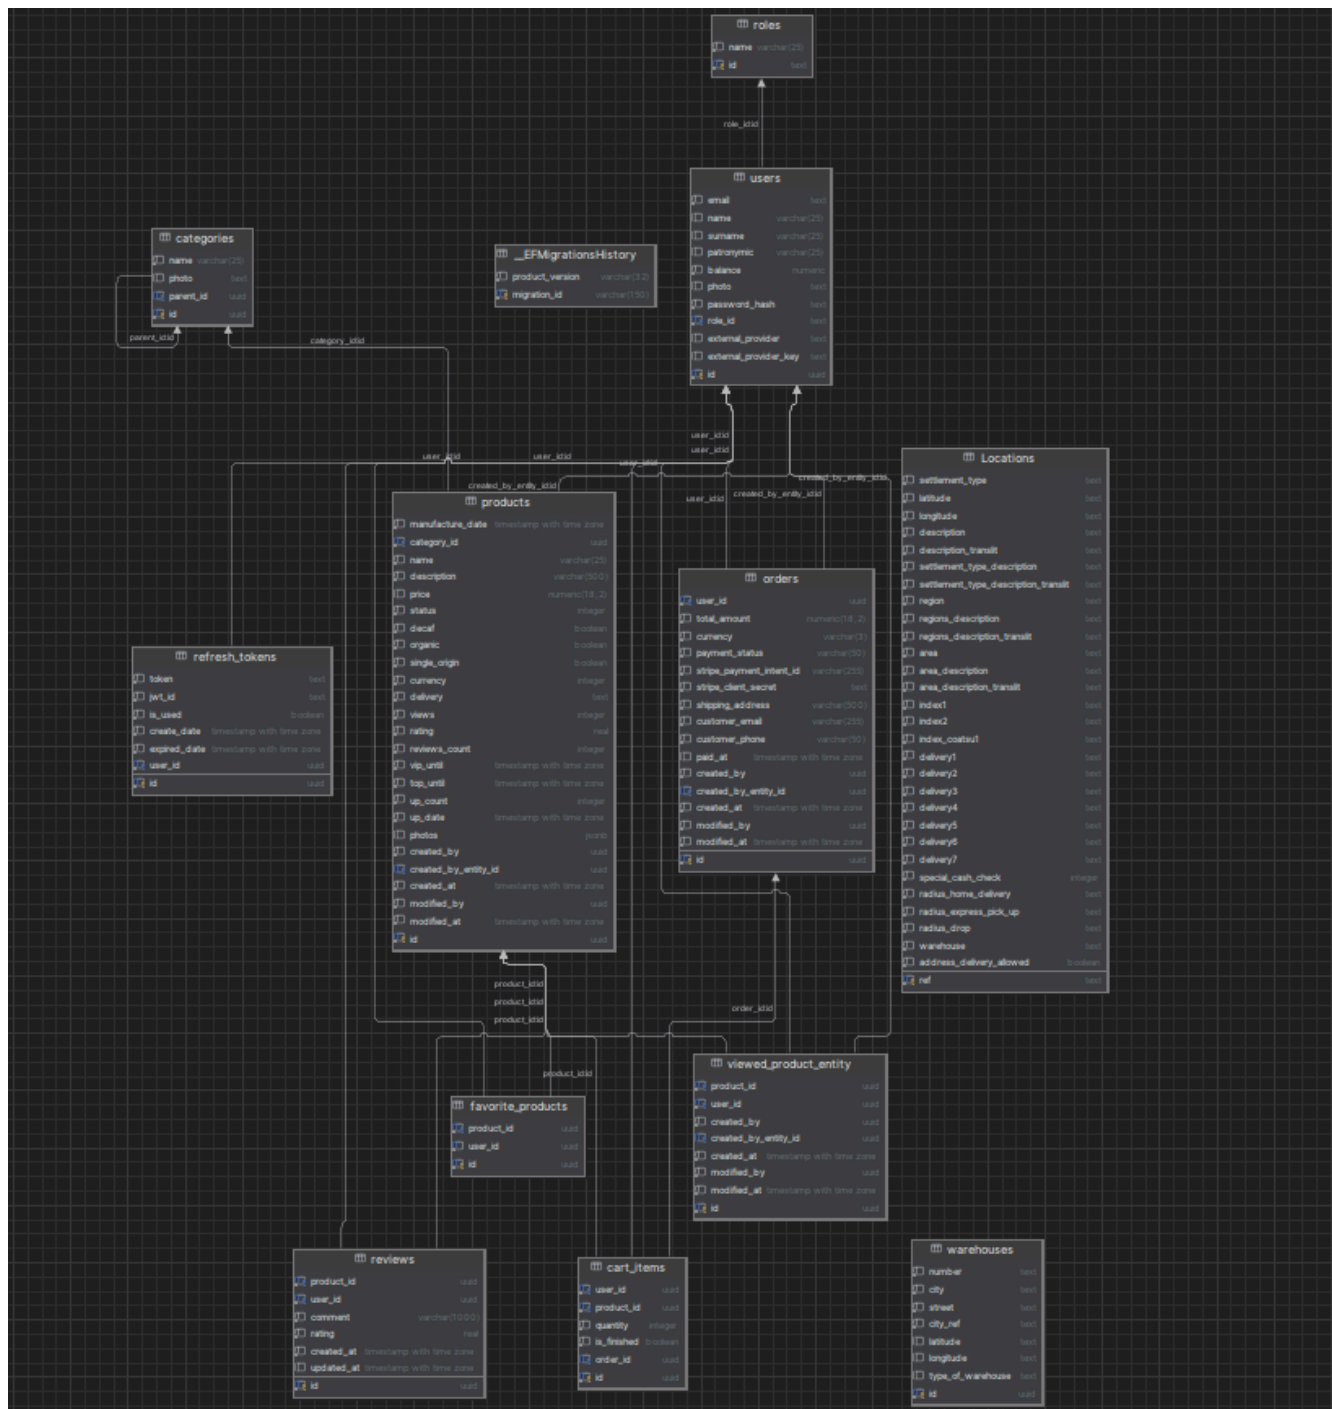 roles
name varchar(25)
id text
role_id:id
users
email text
name varchar(25)
surname varchar(25)
patronymic varchar(25)
balance numeric
photo text
password_hash text
role_id text
external_provider text
external_provider_key text
id uuid
categories
name varchar(25)
photo text
parent_id uuid
id uuid
parent_id:id
category_id:id
__EFMigrationsHistory
product_version varchar(32)
migration_id varchar(150)
user_id:id
user_id:id
user_id:id
user_id:id
user_id:id
created_by_entity_id:id
created_by_entity_id:id
created_by_entity_id:id
user_id:id
products
manufacture_date timestamp with time zone
category_id uuid
name varchar(25)
description varchar(500)
price numeric(18,2)
status integer
decaf boolean
organic boolean
single_origin boolean
currency integer
delivery text
views integer
rating real
reviews_count integer
vip_until timestamp with time zone
top_until timestamp with time zone
up_count integer
up_date timestamp with time zone
photos jsonb
created_by uuid
created_by_entity_id uuid
created_at timestamp with time zone
modified_by uuid
modified_at timestamp with time zone
id uuid
orders
user_id uuid
total_amount numeric(18,2)
currency varchar(3)
payment_status varchar(50)
stripe_payment_intent_id varchar(255)
stripe_client_secret text
shipping_address varchar(500)
customer_email varchar(255)
customer_phone varchar(50)
paid_at timestamp with time zone
created_by uuid
created_by_entity_id uuid
created_at timestamp with time zone
modified_by uuid
modified_at timestamp with time zone
id uuid
Locations
settlement_type text
latitude text
longitude text
description text
description_translit text
settlement_type_description text
settlement_type_description_translit text
region text
regions_description text
regions_description_translit text
area text
area_description text
area_description_translit text
index1 text
index2 text
index_coatsu1 text
delivery1 text
delivery2 text
delivery3 text
delivery4 text
delivery5 text
delivery6 text
delivery7 text
special_cash_check integer
radius_home_delivery text
radius_express_pick_up text
radius_drop text
warehouse text
address_delivery_allowed boolean
ref text
refresh_tokens
token text
jwt_id text
is_used boolean
create_date timestamp with time zone
expired_date timestamp with time zone
user_id uuid
id uuid
product_id:id
product_id:id
product_id:id
order_id:id
product_id:id
favorite_products
product_id uuid
user_id uuid
id uuid
viewed_product_entity
product_id uuid
user_id uuid
created_by uuid
created_by_entity_id uuid
created_at timestamp with time zone
modified_by uuid
modified_at timestamp with time zone
id uuid
reviews
product_id uuid
user_id uuid
comment varchar(1000)
rating real
created_at timestamp with time zone
updated_at timestamp with time zone
id uuid
cart_items
user_id uuid
product_id uuid
quantity integer
is_finished boolean
order_id uuid
id uuid
warehouses
number text
city text
street text
city_ref text
latitude text
longitude text
type_of_warehouse text
id uuid